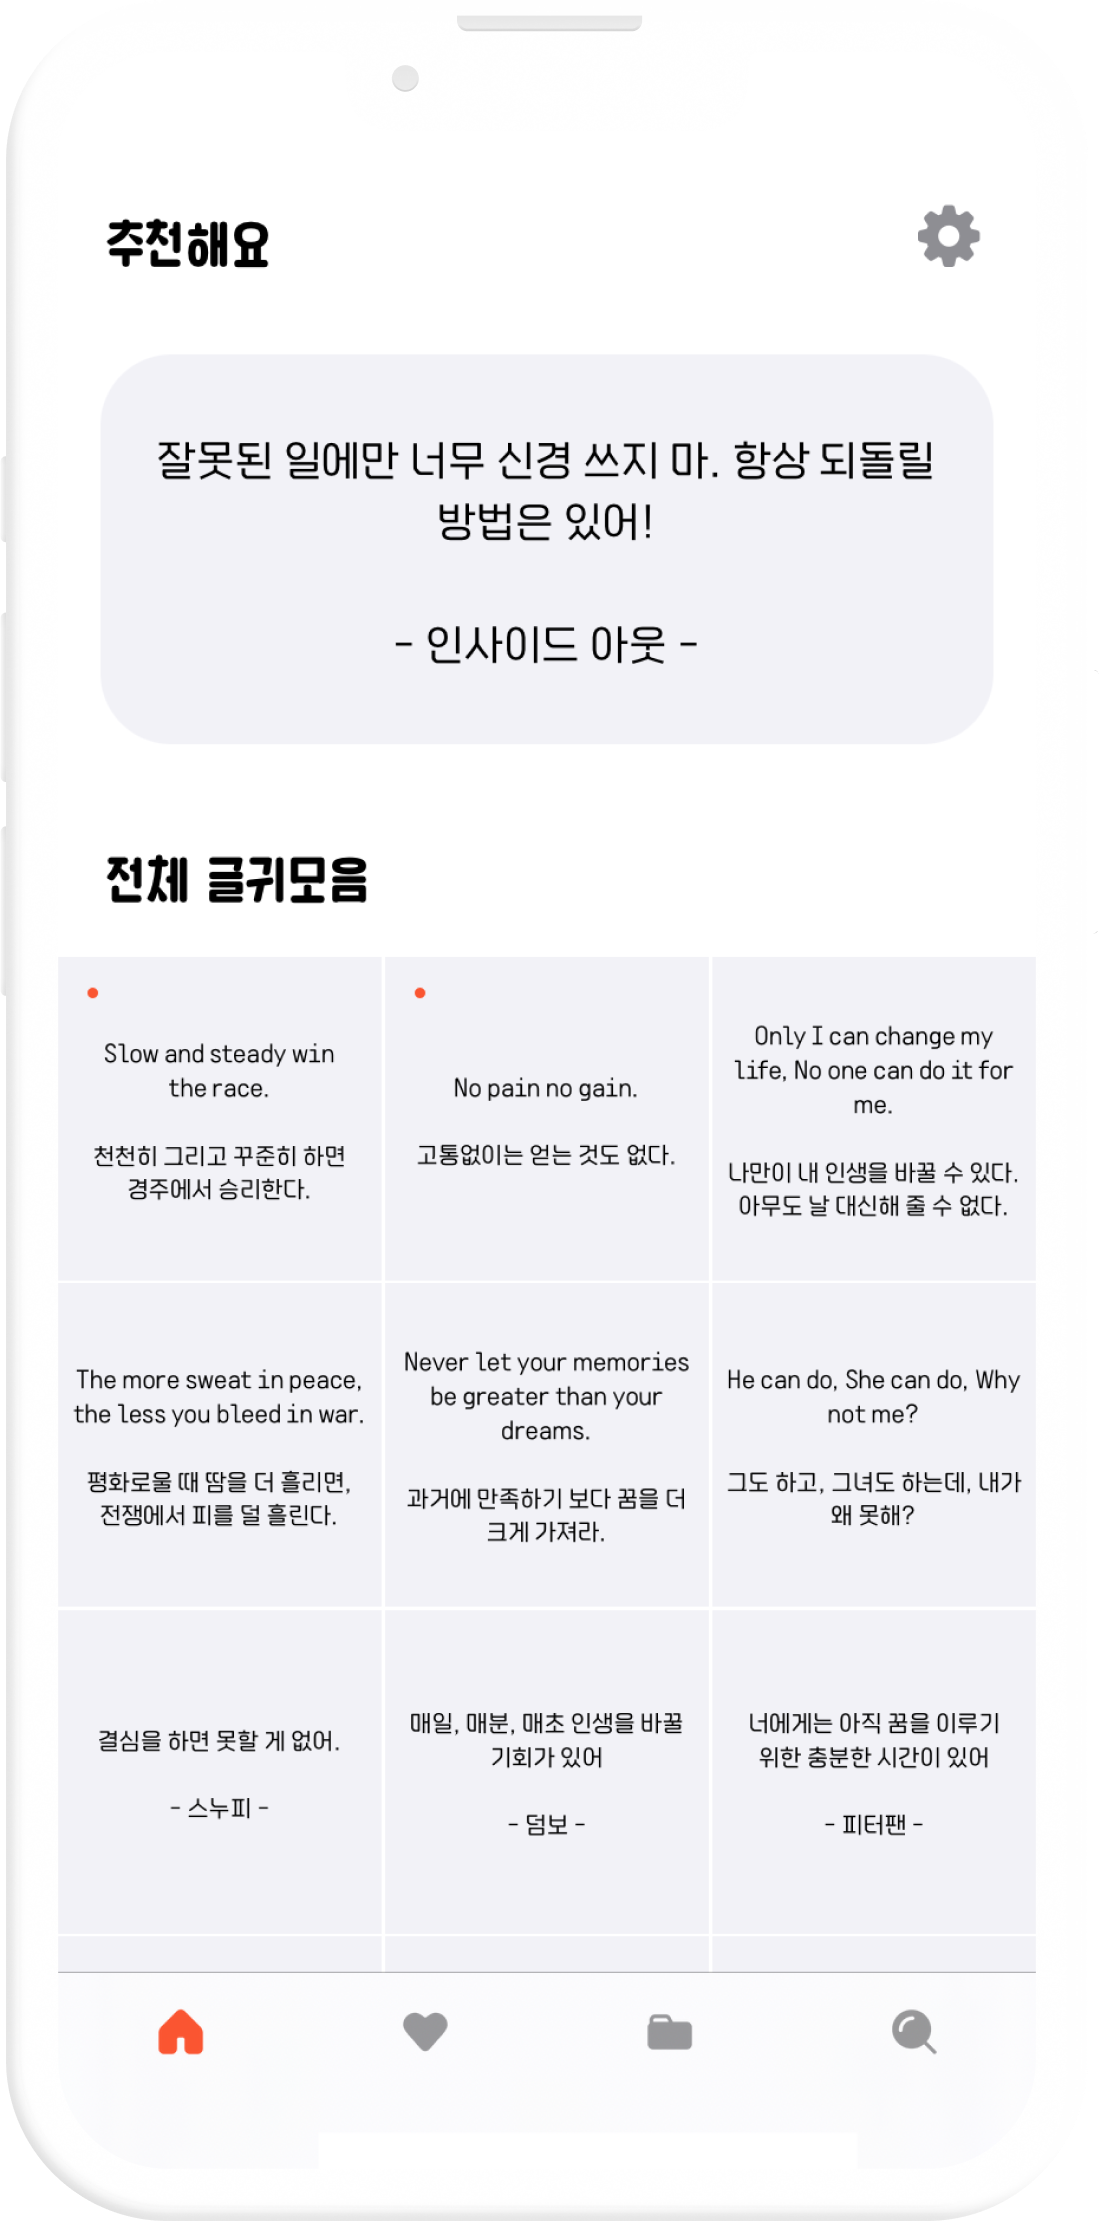 추천해요
잘못된 일에만 너무 신경 쓰지 마. 항상 되돌릴
방법은 있어!
- 인사이드 아웃 -
전체 글귀모음
Slow and steady win
the race.
천천히 그리고 꾸준히 하면
경주에서 승리한다.
No pain no gain.
고통없이는 얻는 것도 없다.
Only I can change my
life, No one can do it for
me.
나만이 내 인생을 바꿀 수 있다.
아무도 날 대신해 줄 수 없다.
The more sweat in peace,
the less you bleed in war.
평화로울 때 땀을 더 흘리면,
전쟁에서 피를 덜 흘린다.
Never let your memories
be greater than your
dreams.
과거에 만족하기 보다 꿈을 더
크게 가져라.
He can do, She can do, Why
not me?
그도 하고, 그녀도 하는데, 내가
왜 못해?
결심을 하면 못할 게 없어.
- 스누피 -
매일, 매분, 매초 인생을 바꿀
기회가 있어
- 덤보 -
너에게는 아직 꿈을 이루기
위한 충분한 시간이 있어
- 피터팬 -